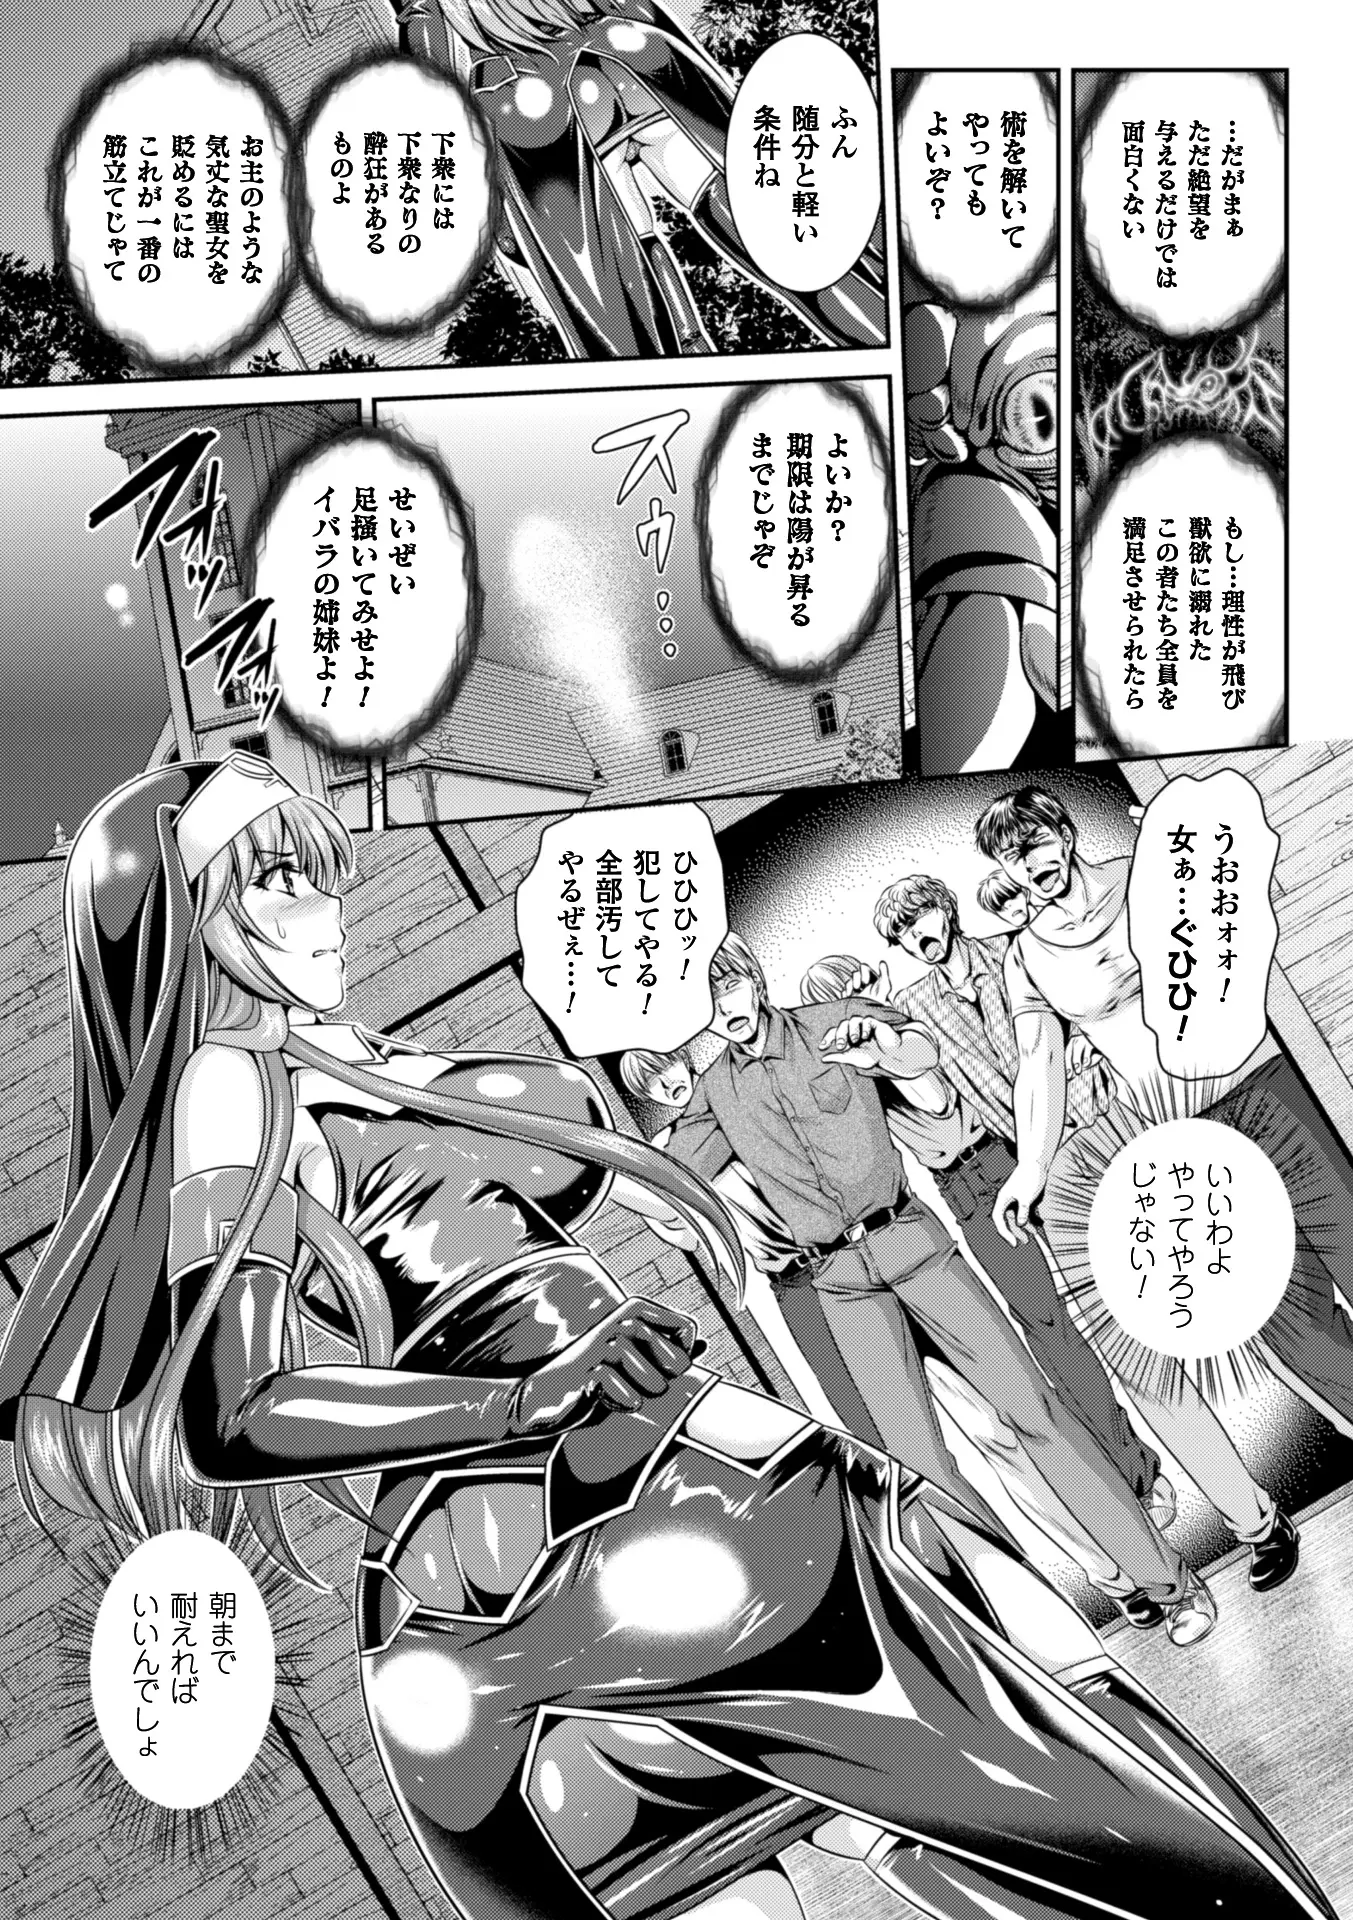 …だがまぁ
ただ絶望を
与えるだけでは
面白くない
もし…理性が飛び
獣欲に溺れた
この者たち全員を
満足させられたら
術を解いて
やっても
よいぞ？
ふん
随分と軽い
条件ね
下衆には
下衆なりの
酔狂がある
ものよ
お主のような
気丈な聖女を
貶めるには
これが一番の
筋立てじゃて
よいか？
期限は陽が昇る
までじゃぞ
スゥ…
せいぜい
足掻いてみせよ！
イバラの姉妹よ！
フォッ
フォッ
うおおォォ！
女ぁ…ぐひひ！
ひひひッ！
犯してやる！
全部汚して
やるぜぇ…！
いいわよ
やってやろう
じゃない！
朝まで
耐えれば
いいんでしょ